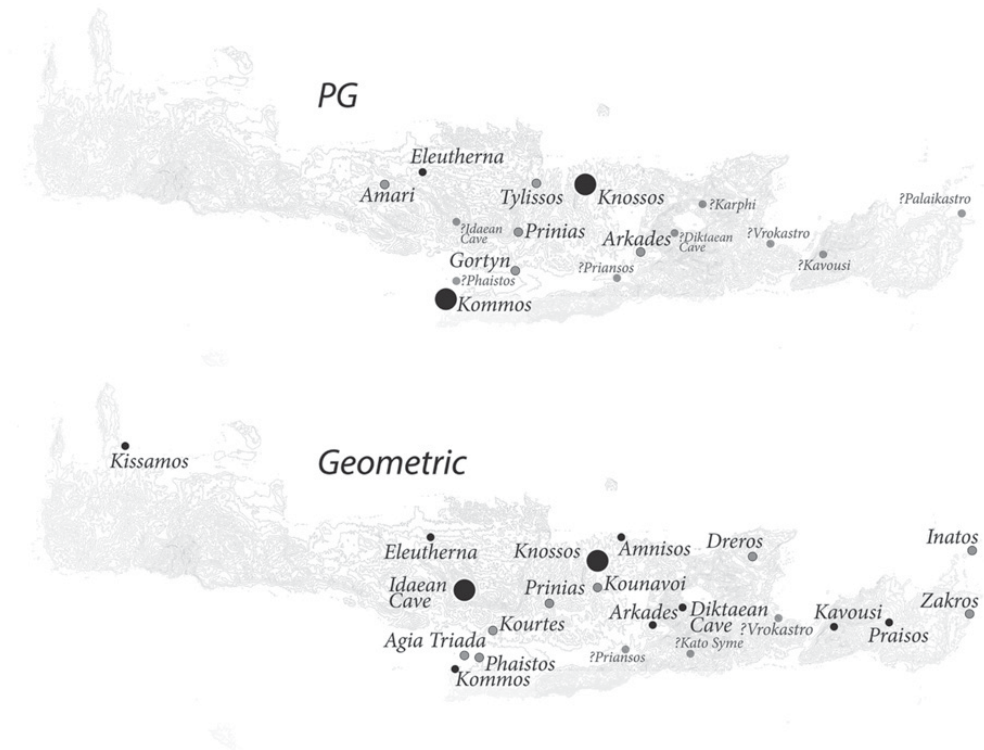 PG
Eleutherna
Amari
Tylissos
Knossos
?Karphi
?Palaikastro
?Idaean
Cave
Prinias
Arkades
?Diktaean
Cave
?Vrokastro
Gortyn
?Priansos
?Kavousi
?Phaistos
Kommos
Geometric
Kissamos
Eleutherna
Knossos
Amnisos
Dreros
Inatos
Idaean
Cave
Prinias
Kounavoi
Arkades
Diktaean
Cave
?Vrokastro
Kavousi
Zakros
Praisos
Kourtes
Agia Triada
?Kato Syme
?Priansos
Phaistos
Kommos